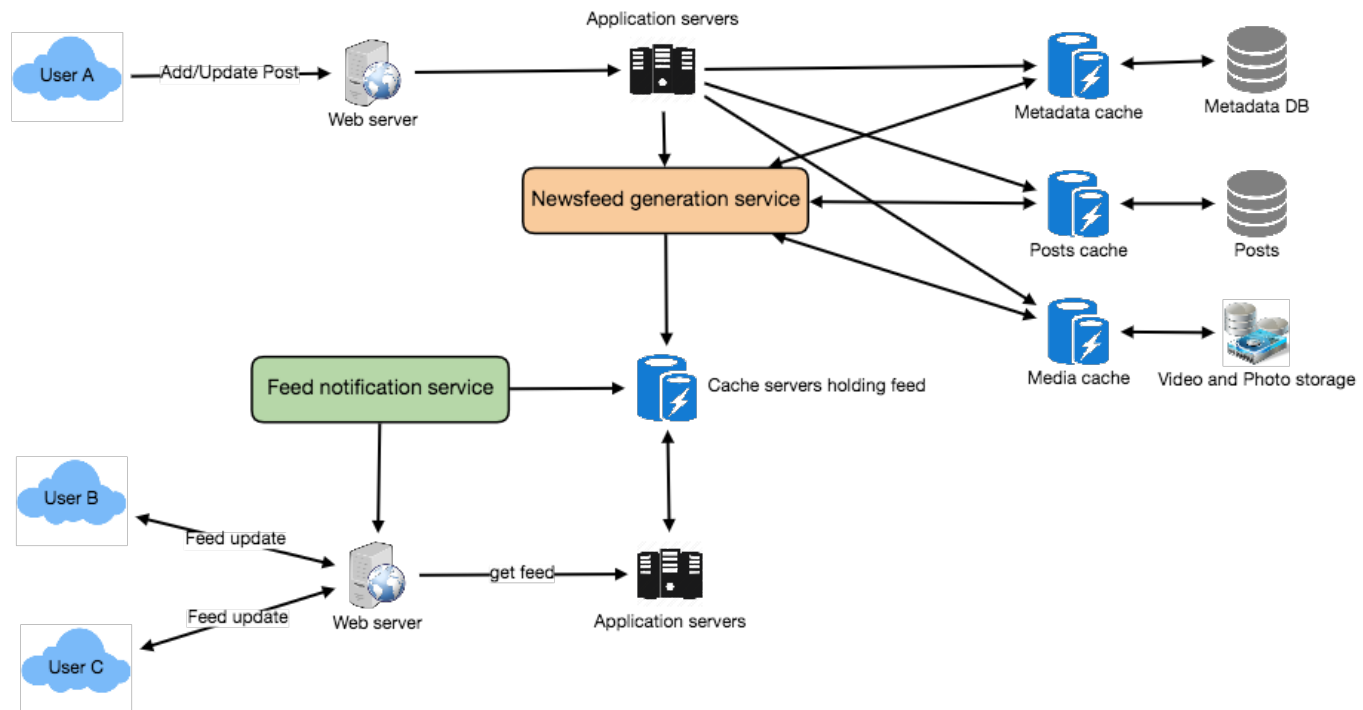 Application servers
User A
Add/Update Post
Web server
Metadata cache
Metadata DB
Newsfeed generation service
Posts cache
Posts
Feed notification service
Cache servers holding feed
Media cache
Video and Photo storage
User B
Feed update
get feed
Feed update
Web server
Application servers
User C